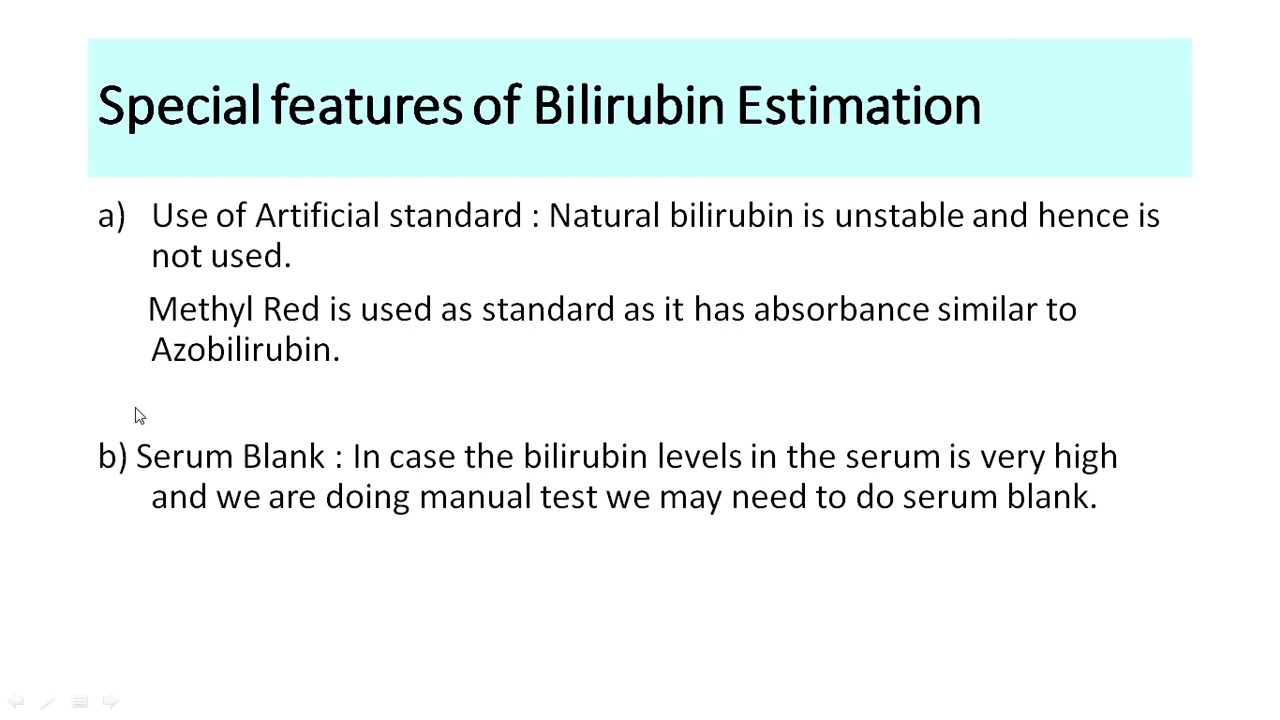 Special features of Bilirubin Estimation
a) Use of Artificial standard : Natural bilirubin is unstable and hence is
not used.
Methyl Red is used as standard as it has absorbance similar to
Azobilirubin.
b) Serum Blank : In case the bilirubin levels in the serum is very high
and we are doing manual test we may need to do serum blank.